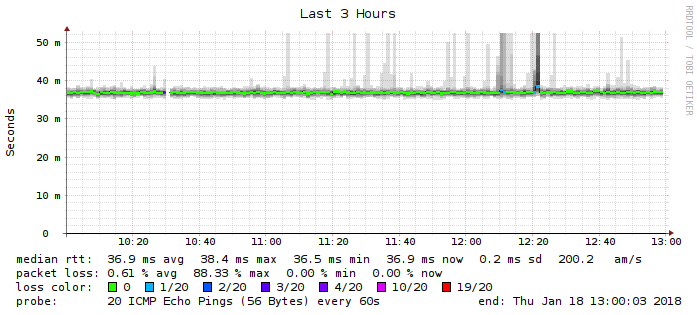 Last 3 Hours
RRDTOOL / TOBI OETIKER
Seconds
50 m
40 m
30 m
20 m
10 m
0
10:20 10:40 11:00 11:20 11:40 12:00 12:20 12:40 13:00
median rtt: 36.9 ms avg 38.4 ms max 36.5 ms min 36.9 ms now 0.2 ms sd 200.2 am/s
packet loss: 0.61 % avg 88.33 % max 0.00 % min 0.00 % now
loss color: 0 1/20 2/20 3/20 4/20 10/20 19/20
probe: 20 ICMP Echo Pings (56 Bytes) every 60s end: Thu Jan 18 13:00:03 2018